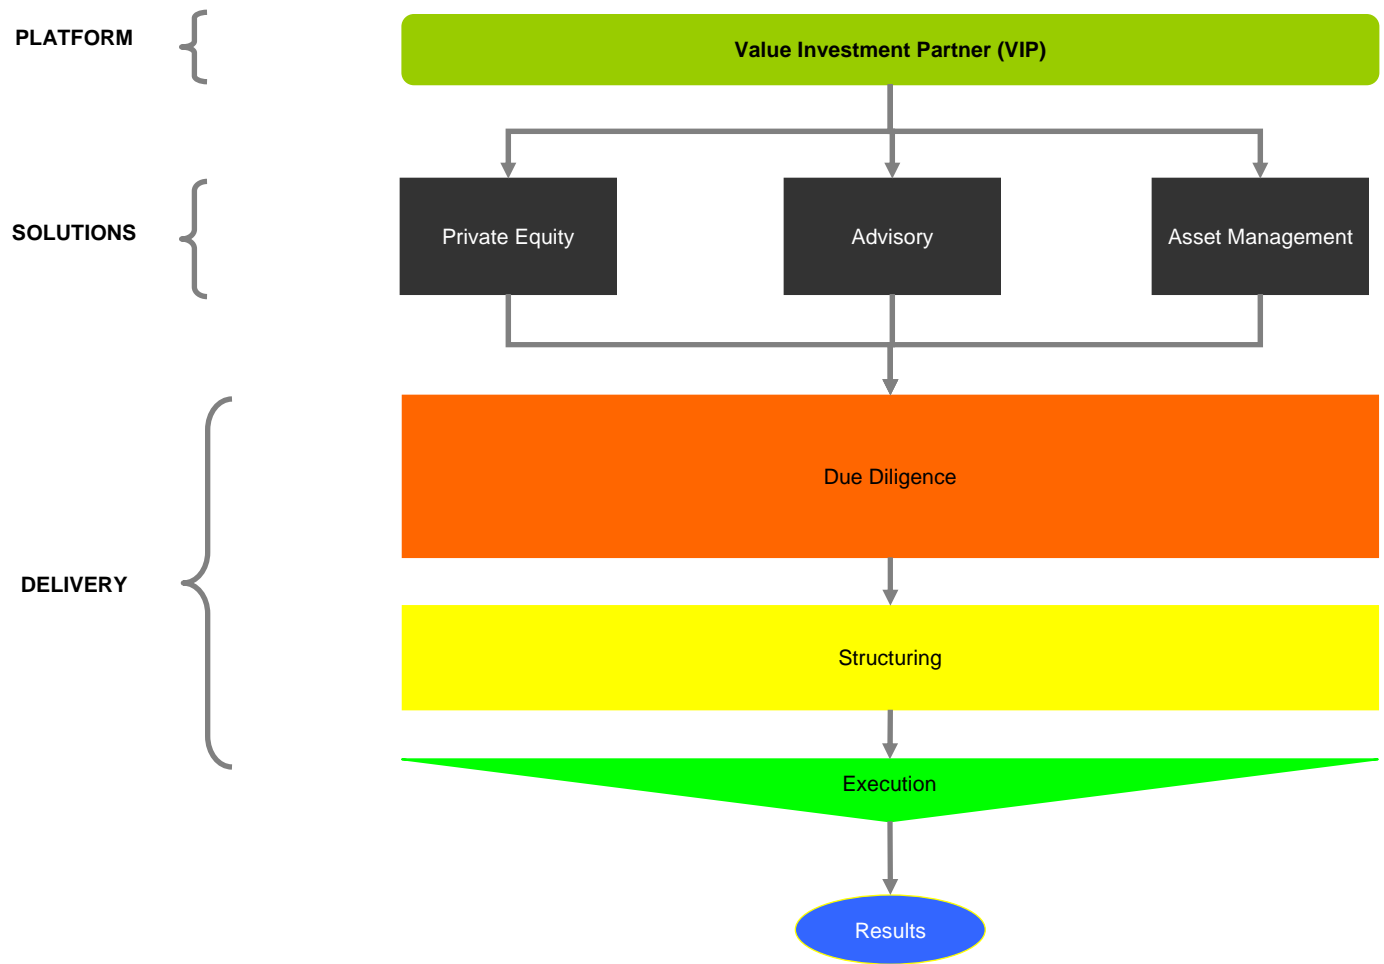 PLATFORM
Value Investment Partner (VIP)
SOLUTIONS
Private Equity
Advisory
Asset Management
DELIVERY
Due Diligence
Structuring
Execution
Results